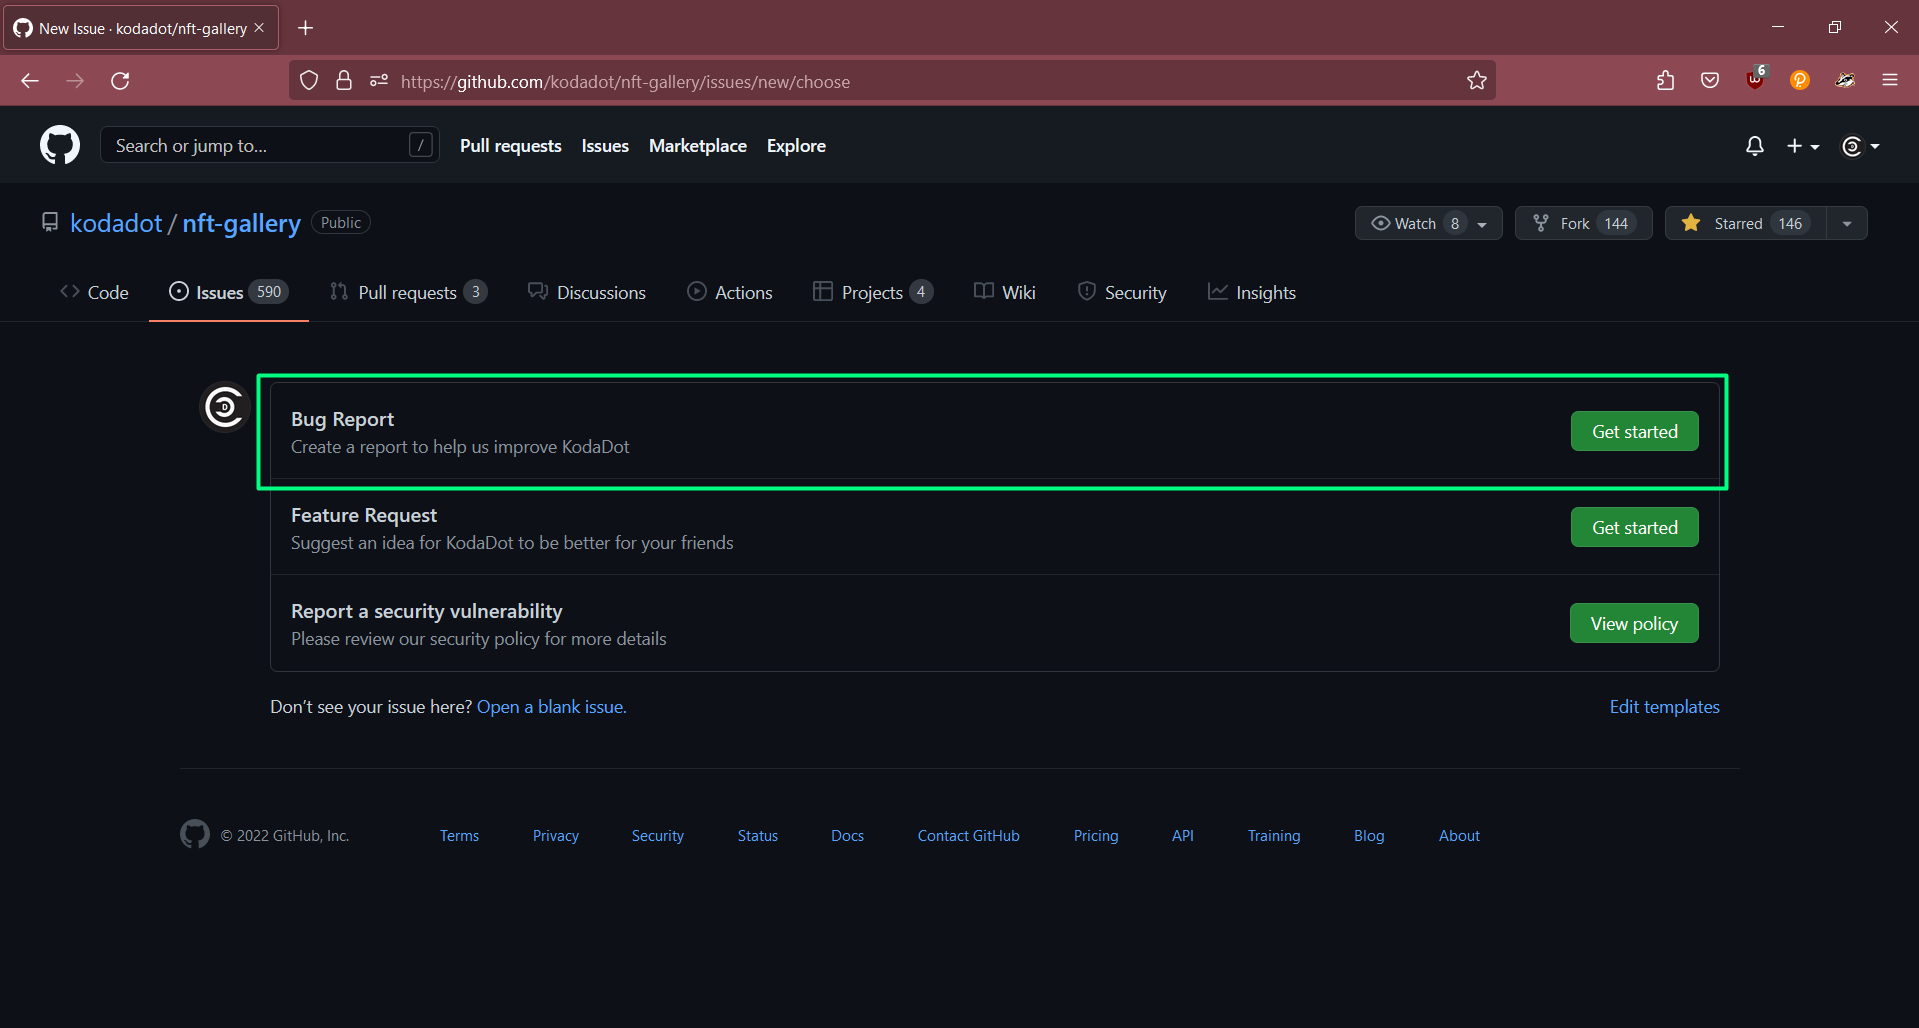 New Issue · kodadot/nft-gallery
https://github.com/kodadot/nft-gallery/issues/new/choose
6
Search or jump to... /
Pull requests Issues Marketplace Explore
kodadot / nft-gallery Public
Watch 8 Fork 144 Starred 146
Code Issues 590 Pull requests 3 Discussions Actions Projects 4 Wiki Security Insights
Bug Report
Create a report to help us improve KodaDot
Get started
Feature Request
Suggest an idea for KodaDot to be better for your friends
Get started
Report a security vulnerability
Please review our security policy for more details
View policy
Don’t see your issue here? Open a blank issue.
Edit templates
© 2022 GitHub, Inc. Terms Privacy Security Status Docs Contact GitHub Pricing API Training Blog About